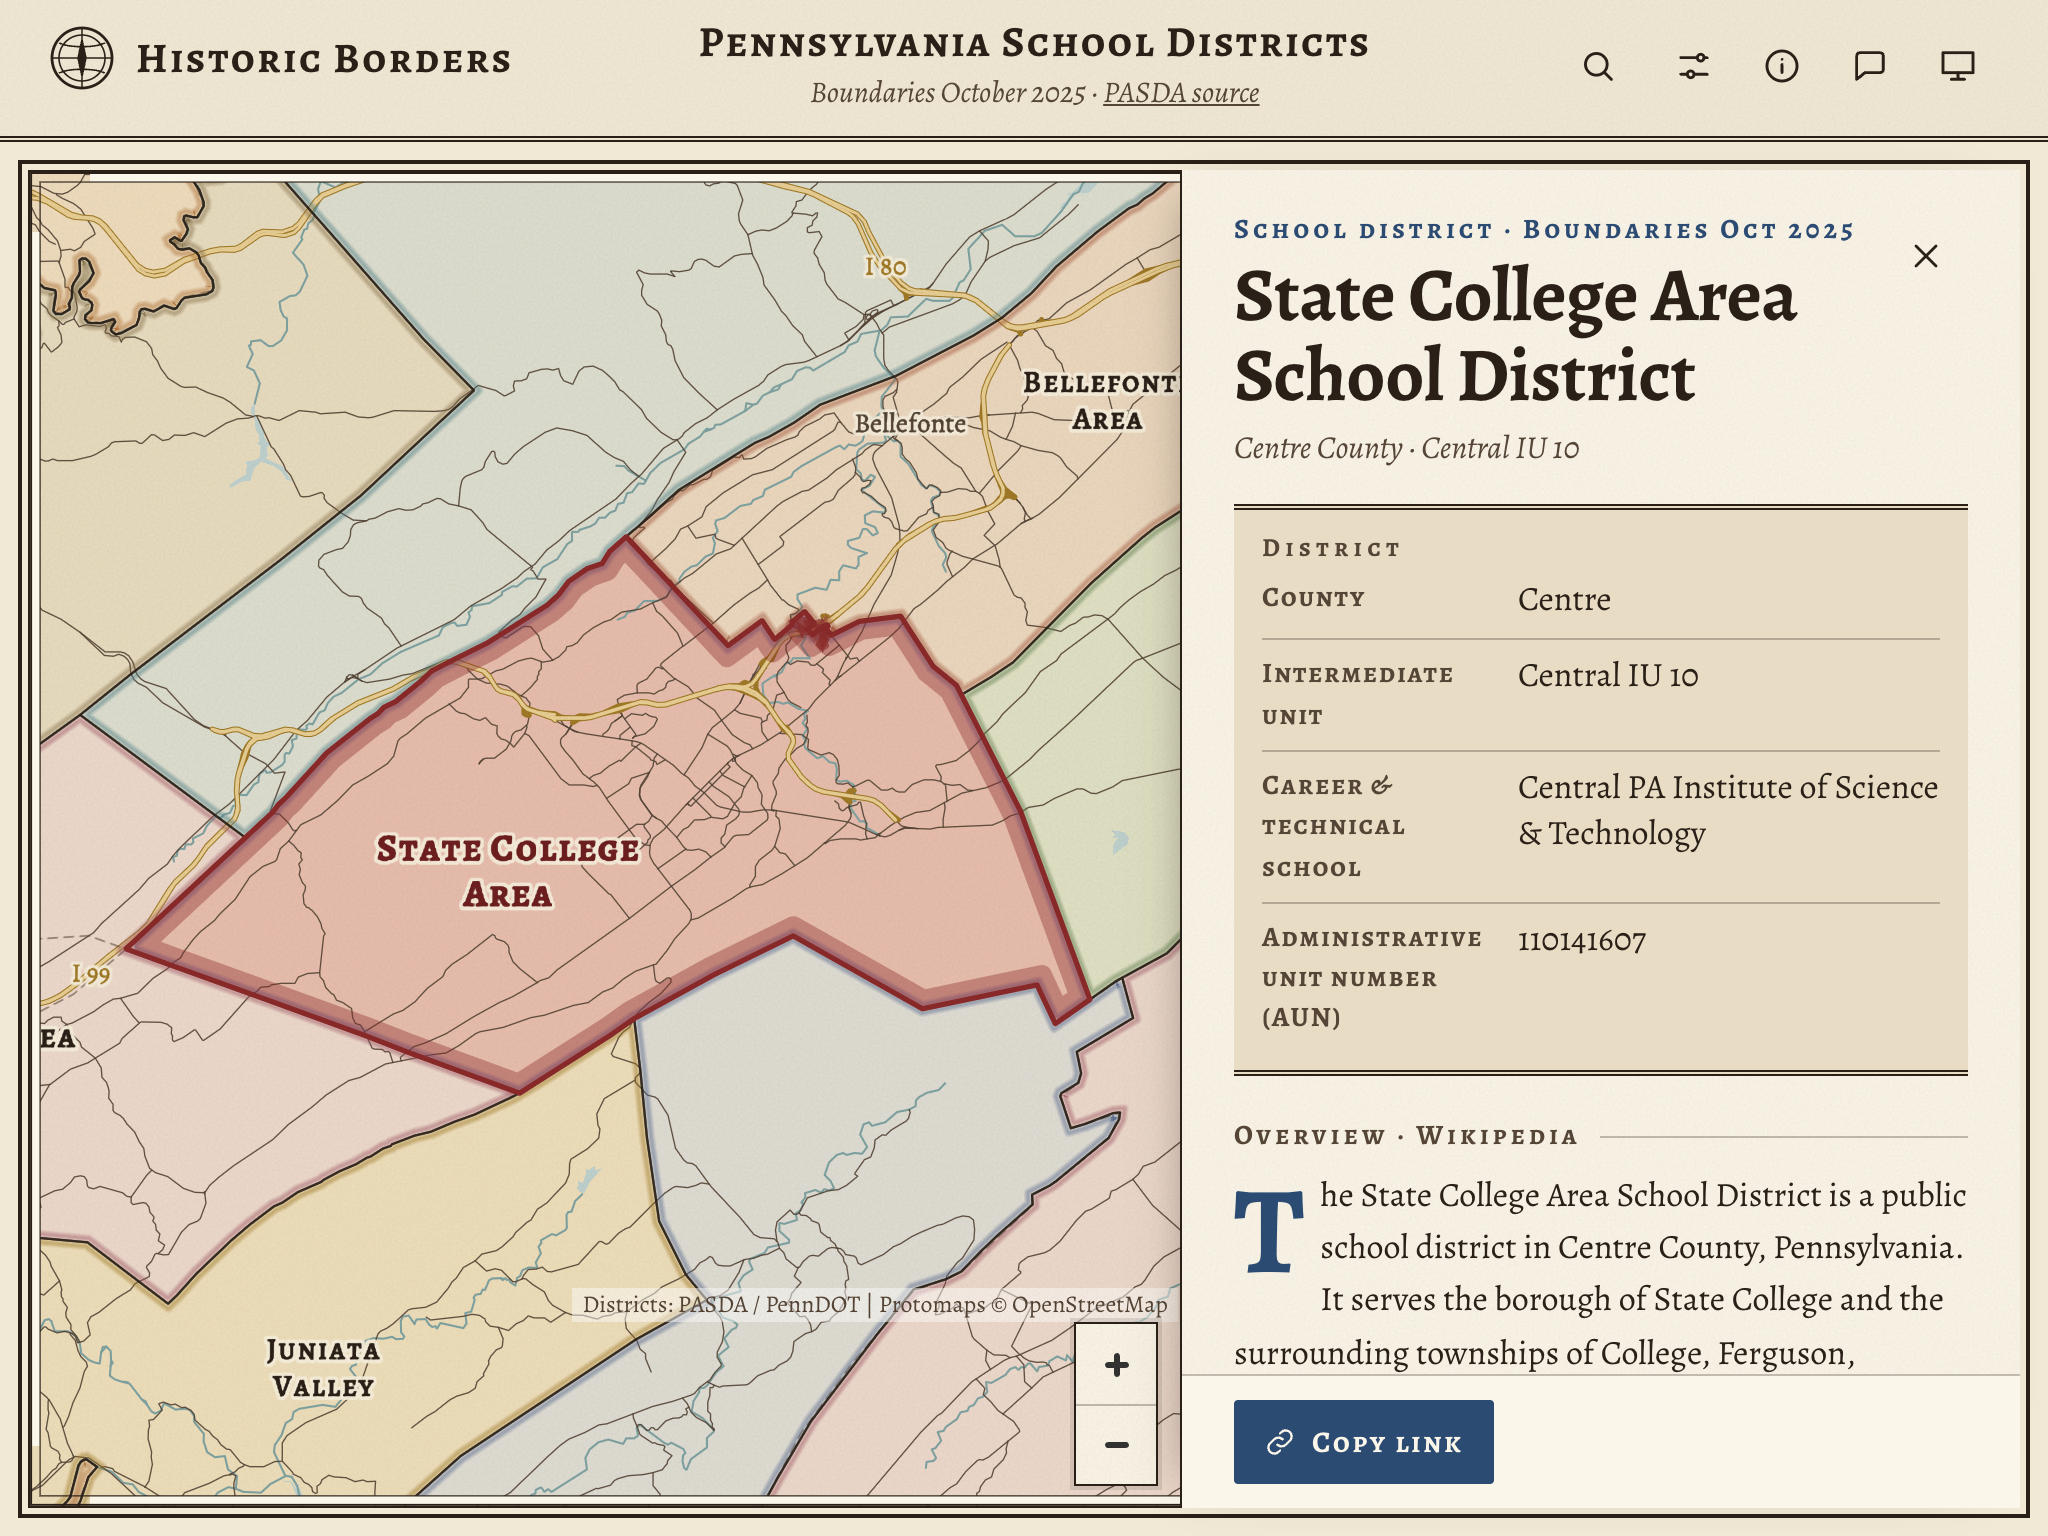 Historic Borders
Pennsylvania School Districts
Boundaries October 2025 · PASDA source
I 80
Bellefonte
Area
Bellefonte
State College
Area
I 99
EA
Juniata
Valley
Districts: PASDA / PennDOT | Protomaps © OpenStreetMap
+
−
School district · Boundaries Oct 2025
State College Area
School District
Centre County · Central IU 10
District
County Centre
Intermediate Central IU 10
unit
Career & Central PA Institute of Science
technical & Technology
school
Administrative 110141607
unit number
(AUN)
Overview · Wikipedia
The State College Area School District is a public
school district in Centre County, Pennsylvania.
It serves the borough of State College and the
surrounding townships of College, Ferguson,
Copy link